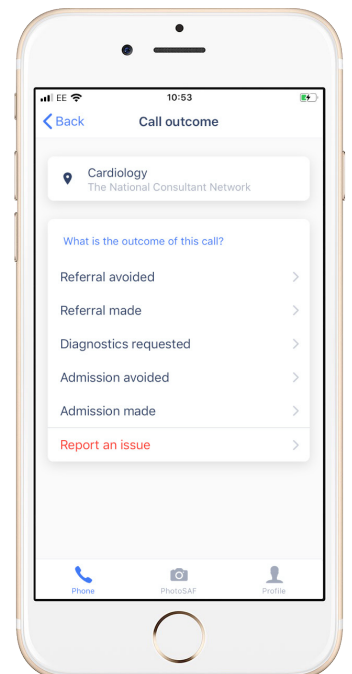 EE 10:53
Back Call outcome
Cardiology
The National Consultant Network
What is the outcome of this call?
Referral avoided
Referral made
Diagnostics requested
Admission avoided
Admission made
Report an issue
Phone PhotoSAF Profile